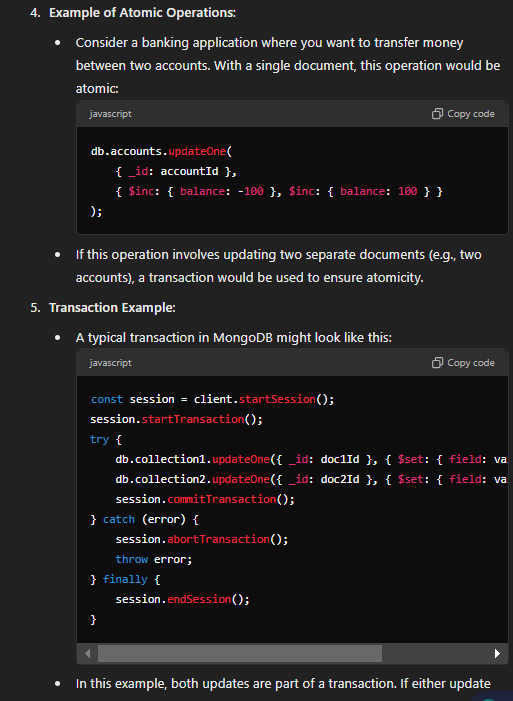 4. Example of Atomic Operations:
• Consider a banking application where you want to transfer money
between two accounts. With a single document, this operation would be
atomic:
javascript Copy code
db.accounts.updateOne(
{ _id: accountId },
{ $inc: { balance: -100 }, $inc: { balance: 100 } }
);
• If this operation involves updating two separate documents (e.g., two
accounts), a transaction would be used to ensure atomicity.
5. Transaction Example:
• A typical transaction in MongoDB might look like this:
javascript Copy code
const session = client.startSession();
session.startTransaction();
try {
db.collection1.updateOne({ _id: doc1Id }, { $set: { field: va
db.collection2.updateOne({ _id: doc2Id }, { $set: { field: va
session.commitTransaction();
} catch (error) {
session.abortTransaction();
throw error;
} finally {
session.endSession();
}
• In this example, both updates are part of a transaction. If either update